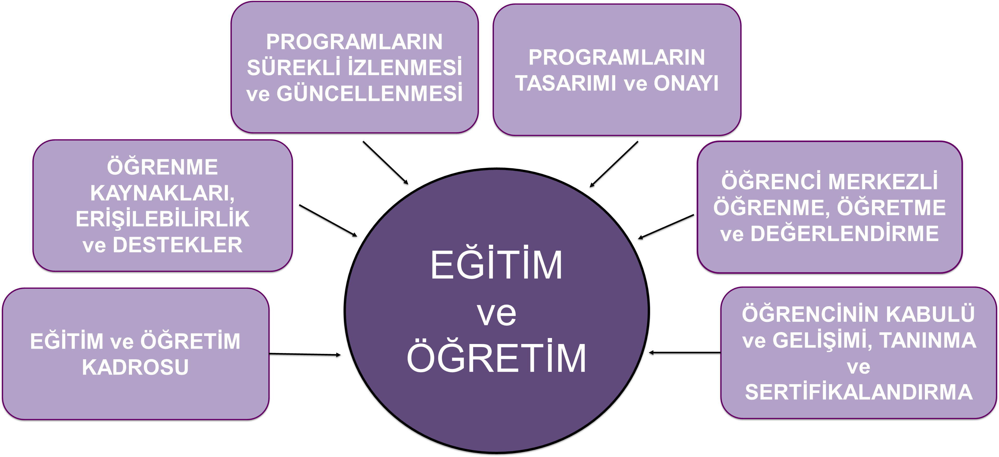 PROGRAMLARIN
SÜREKLİ İZLENMESİ
ve GÜNCELLENMESİ
PROGRAMLARIN
TASARIMI ve ONAYI
ÖĞRENME
KAYNAKLARI,
ERİŞİLEBİLİRLİK
ve DESTEKLER
ÖĞRENCİ MERKEZLİ
ÖĞRENME, ÖĞRETME
ve DEĞERLENDİRME
EĞİTİM ve ÖĞRETİM
KADROSU
EĞİTİM
ve
ÖĞRETİM
ÖĞRENCİNİN KABULÜ
ve GELİŞİMİ, TANINMA
ve
SERTİFİKALANDIRMA